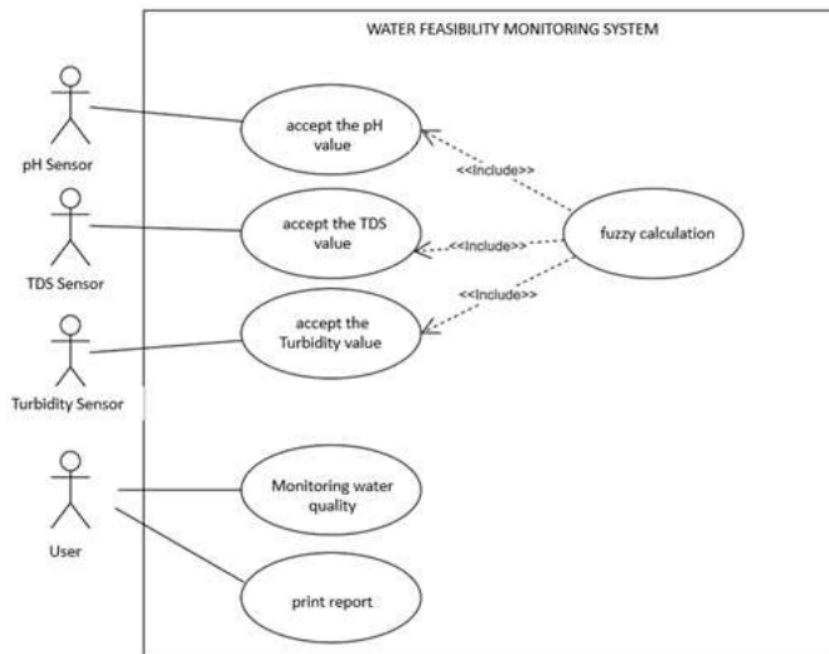 WATER FEASIBILITY MONITORING SYSTEM
pH Sensor
accept the pH
value
<<Include>>
TDS Sensor
accept the TDS
value
<<Include>>
fuzzy calculation
<<Include>>
Turbidity Sensor
accept the
Turbidity value
User
Monitoring water
quality
print report